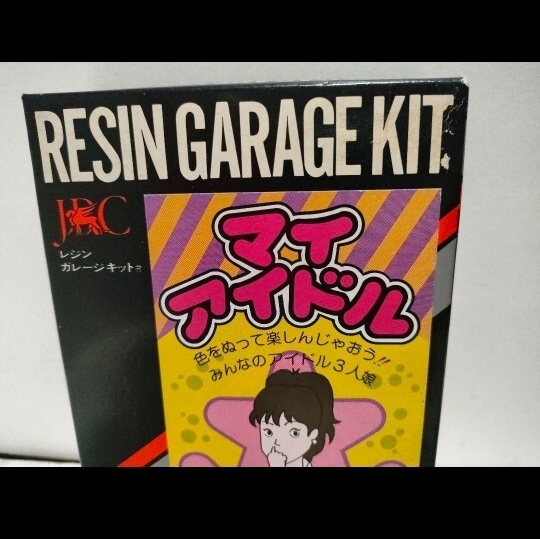 RESIN GARAGE KIT
JRC
レジン
ガレージキット®
マイ
アイドル
色をぬって楽しんじゃおう!!
みんなのアイドル3人娘